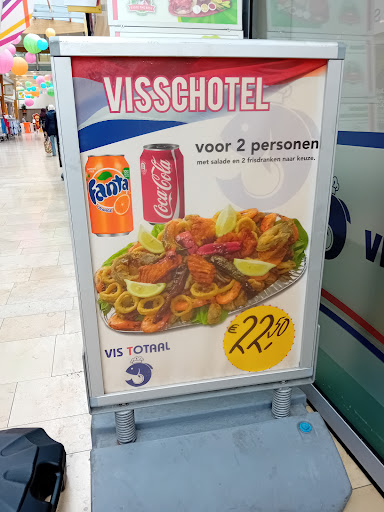 VISSCHOTEL
voor 2 personen
met salade en 2 frisdranken naar keuze.
Fanta
Coca-Cola
VIS TOTAAL
€ 22,50